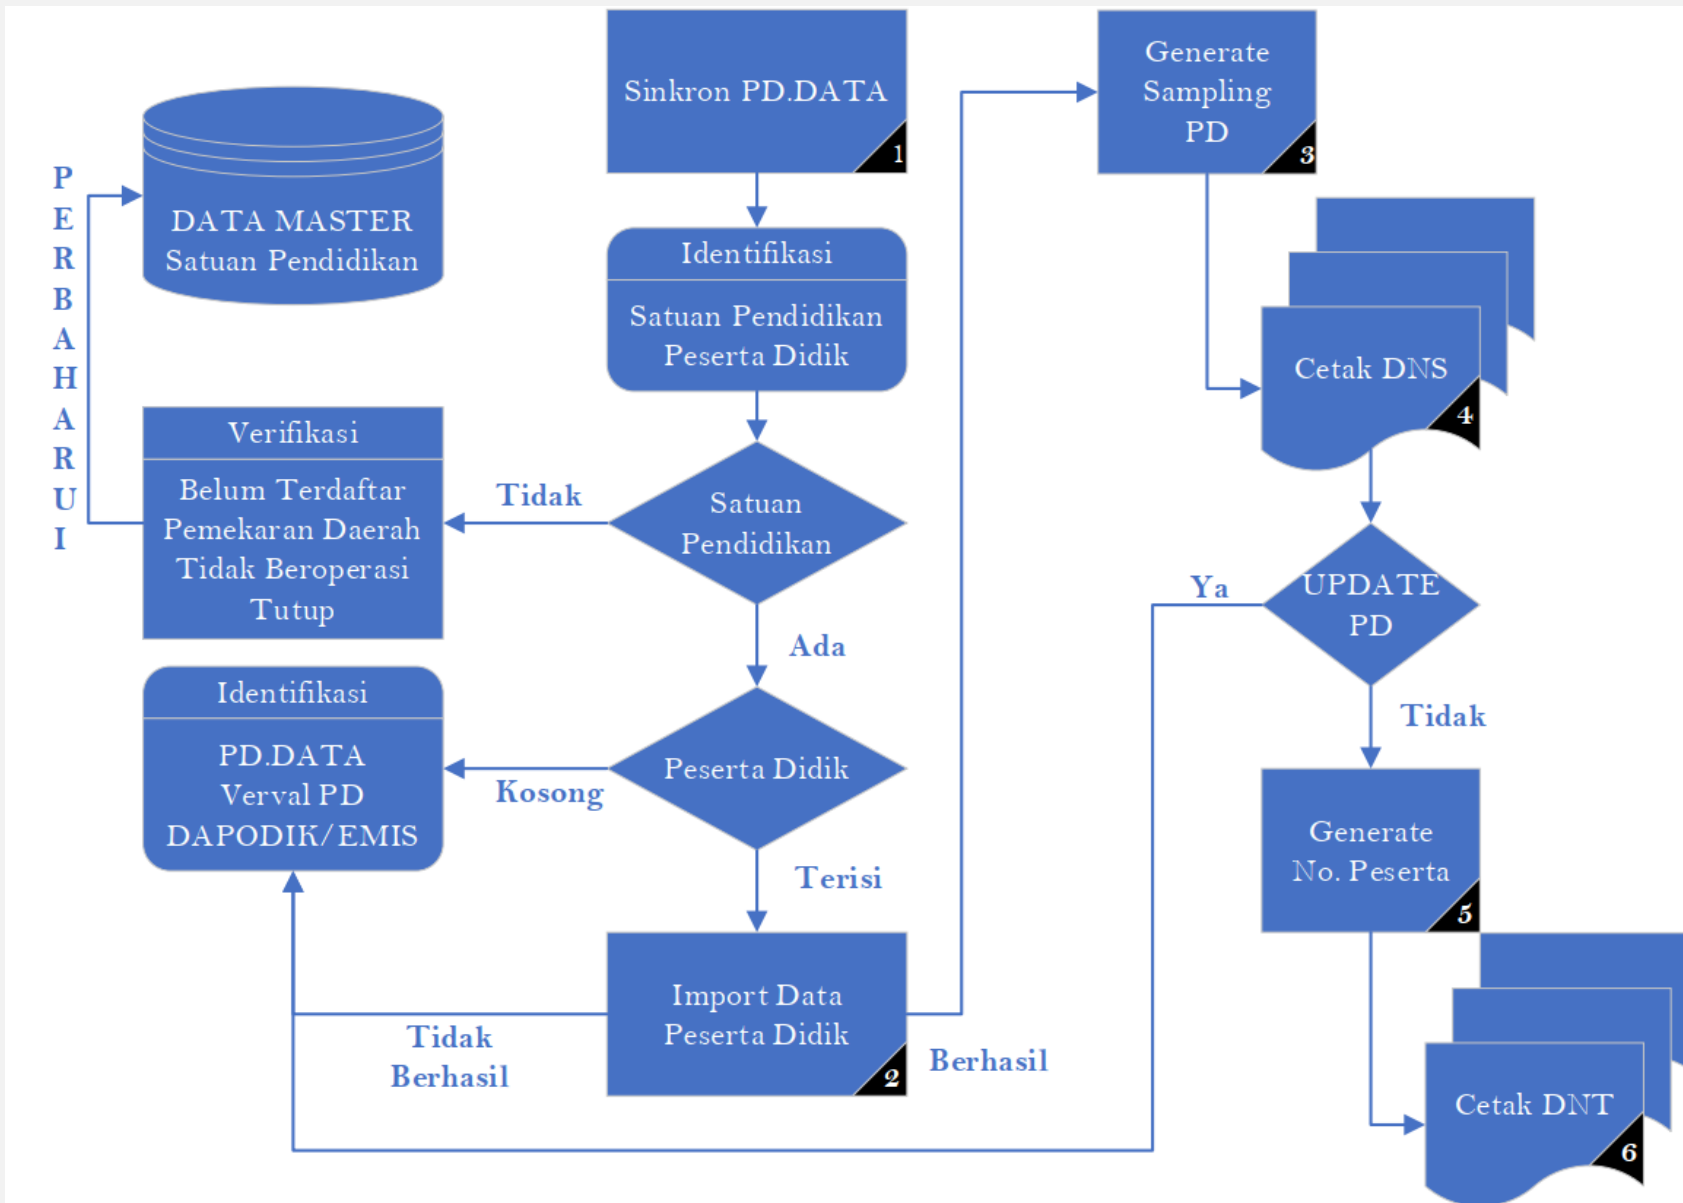 Sinkron PD.DATA
1
Identifikasi
Satuan Pendidikan
Peserta Didik
Satuan
Pendidikan
Tidak
Ada
Verifikasi
Belum Terdaftar
Pemekaran Daerah
Tidak Beroperasi
Tutup
PERBAHARUI
DATA MASTER
Satuan Pendidikan
Peserta Didik
Kosong
Terisi
Identifikasi
PD.DATA
Verval PD
DAPODIK/EMIS
Import Data
Peserta Didik
2
Tidak
Berhasil
Berhasil
Generate
Sampling
PD
3
Cetak DNS
4
UPDATE
PD
Ya
Tidak
Generate
No. Peserta
5
Cetak DNT
6